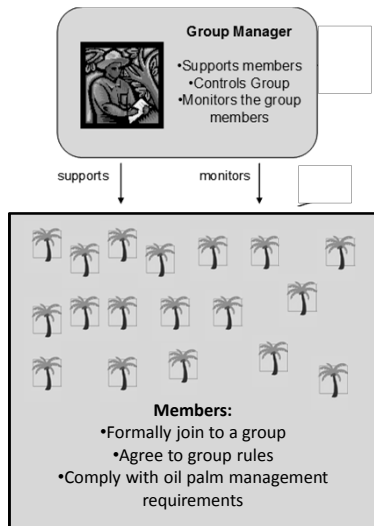 Group Manager
•Supports members
•Controls Group
•Monitors the group
members
supports
monitors
Members:
•Formally join to a group
•Agree to group rules
•Comply with oil palm management
requirements